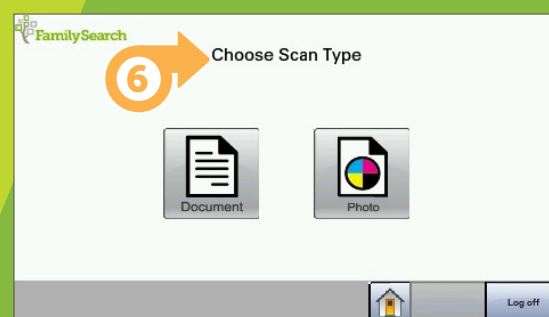 FamilySearch
6
Choose Scan Type
Document
Photo
Log off